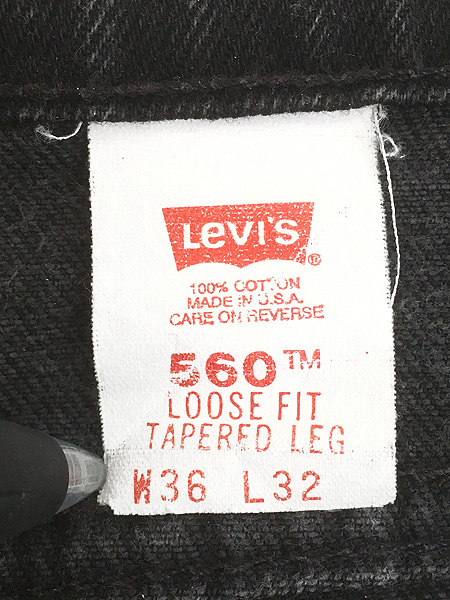 Levi's ®
100% COTTON
MADE IN U.S.A.
CARE ON REVERSE
560™
LOOSE FIT
TAPERED LEG
W36 L32